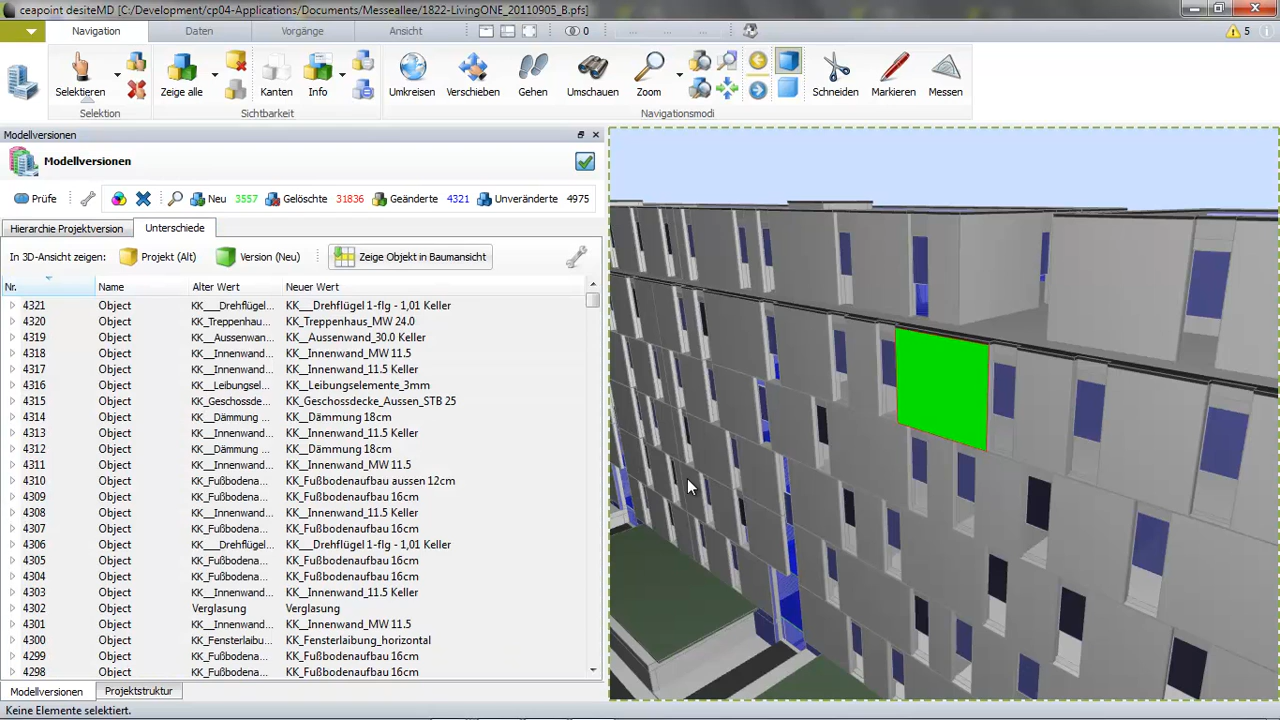 ceapoint desiteMD [C:/Development/cp04-Applications/Documents/Messeallee/1822-LivingONE_20110905_B.pfs]
Navigation Daten Vorgänge Ansicht 0 ... ... ... 5
Selektieren Zeige alle Kanten Info Umkreisen Verschieben Gehen Umschauen Zoom Schneiden Markieren Messen
Selektion Sichtbarkeit Navigationsmodi
Modellversionen
Modellversionen
Prüfe Neu 3557 Gelöschte 31836 Geänderte 4321 Unveränderte 4975
Hierarchie Projektversion Unterschiede
In 3D-Ansicht zeigen: Projekt (Alt) Version (Neu) Zeige Objekt in Baumansicht
Nr. Name Alter Wert Neuer Wert
4321 Object KK___Drehflügel... KK___Drehflügel 1-flg - 1,01 Keller
4320 Object KK_Treppenhau... KK_Treppenhaus_MW 24.0
4319 Object KK__Aussenwan... KK__Aussenwand_30.0 Keller
4318 Object KK__Innenwand... KK__Innenwand_MW 11.5
4317 Object KK__Innenwand... KK__Innenwand_11.5 Keller
4316 Object KK__Leibungsel... KK__Leibungselemente_3mm
4315 Object KK_Geschossde... KK_Geschossdecke_Aussen_STB 25
4314 Object KK__Dämmung ... KK__Dämmung 18cm
4313 Object KK__Innenwand... KK__Innenwand_11.5 Keller
4312 Object KK__Dämmung ... KK__Dämmung 18cm
4311 Object KK__Innenwand... KK__Innenwand_MW 11.5
4310 Object KK_Fußbodena... KK_Fußbodenaufbau aussen 12cm
4309 Object KK_Fußbodena... KK_Fußbodenaufbau 16cm
4308 Object KK__Innenwand... KK__Innenwand_11.5 Keller
4307 Object KK_Fußbodena... KK_Fußbodenaufbau 16cm
4306 Object KK___Drehflügel... KK___Drehflügel 1-flg - 1,01 Keller
4305 Object KK_Fußbodena... KK_Fußbodenaufbau 16cm
4304 Object KK_Fußbodena... KK_Fußbodenaufbau 16cm
4303 Object KK__Innenwand... KK__Innenwand_11.5 Keller
4302 Object Verglasung Verglasung
4301 Object KK__Innenwand... KK__Innenwand_MW 11.5
4300 Object KK_Fensterlaibu... KK_Fensterlaibung_horizontal
4299 Object KK_Fußbodena... KK_Fußbodenaufbau 16cm
4298 Object KK_Fußbodena... KK_Fußbodenaufbau 16cm
Modellversionen Projektstruktur
Keine Elemente selektiert.